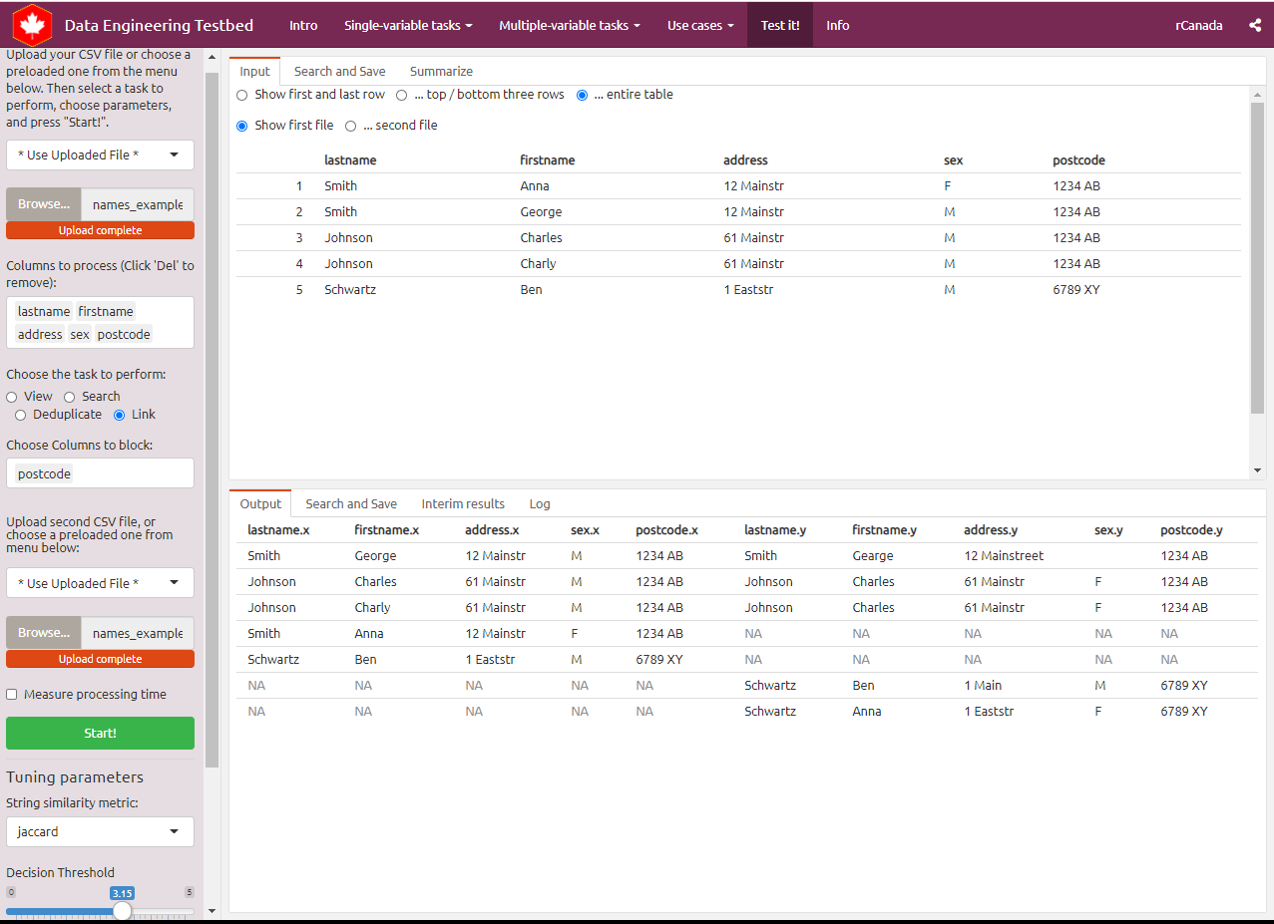 Data Engineering Testbed Intro Single-variable tasks Multiple-variable tasks Use cases Test it! Info rCanada
Upload your CSV file or choose a
preloaded one from the menu
below. Then select a task to
perform, choose parameters,
and press "Start!".
* Use Uploaded File *
Browse... names_example
Upload complete
Columns to process (Click 'Del' to
remove):
lastname firstname
address sex postcode
Choose the task to perform:
View Search
Deduplicate Link
Choose Columns to block:
postcode
Upload second CSV file, or
choose a preloaded one from
menu below:
* Use Uploaded File *
Browse... names_example
Upload complete
Measure processing time
Start!
Tuning parameters
String similarity metric:
jaccard
Decision Threshold
0 3.15 5
Input Search and Save Summarize
Show first and last row ... top / bottom three rows ... entire table
Show first file ... second file
lastname firstname address sex postcode
1 Smith Anna 12 Mainstr F 1234 AB
2 Smith George 12 Mainstr M 1234 AB
3 Johnson Charles 61 Mainstr M 1234 AB
4 Johnson Charly 61 Mainstr M 1234 AB
5 Schwartz Ben 1 Eaststr M 6789 XY
Output Search and Save Interim results Log
lastname.x firstname.x address.x sex.x postcode.x lastname.y firstname.y address.y sex.y postcode.y
Smith George 12 Mainstr M 1234 AB Smith Gearge 12 Mainstreet 1234 AB
Johnson Charles 61 Mainstr M 1234 AB Johnson Charles 61 Mainstr F 1234 AB
Johnson Charly 61 Mainstr M 1234 AB Johnson Charles 61 Mainstr F 1234 AB
Smith Anna 12 Mainstr F 1234 AB NA NA NA NA NA
Schwartz Ben 1 Eaststr M 6789 XY NA NA NA NA NA
NA NA NA NA NA Schwartz Ben 1 Main M 6789 XY
NA NA NA NA NA Schwartz Anna 1 Eaststr F 6789 XY